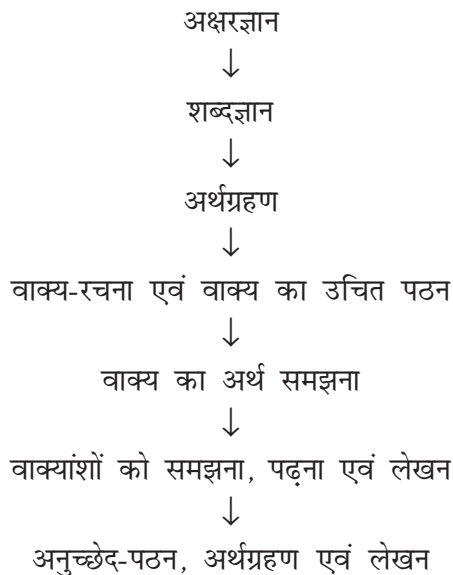 अक्षरज्ञान
↓
शब्दज्ञान
↓
अर्थग्रहण
↓
वाक्य-रचना एवं वाक्य का उचित पठन
↓
वाक्य का अर्थ समझना
↓
वाक्यांशों को समझना, पढ़ना एवं लेखन
↓
अनुच्छेद-पठन, अर्थग्रहण एवं लेखन